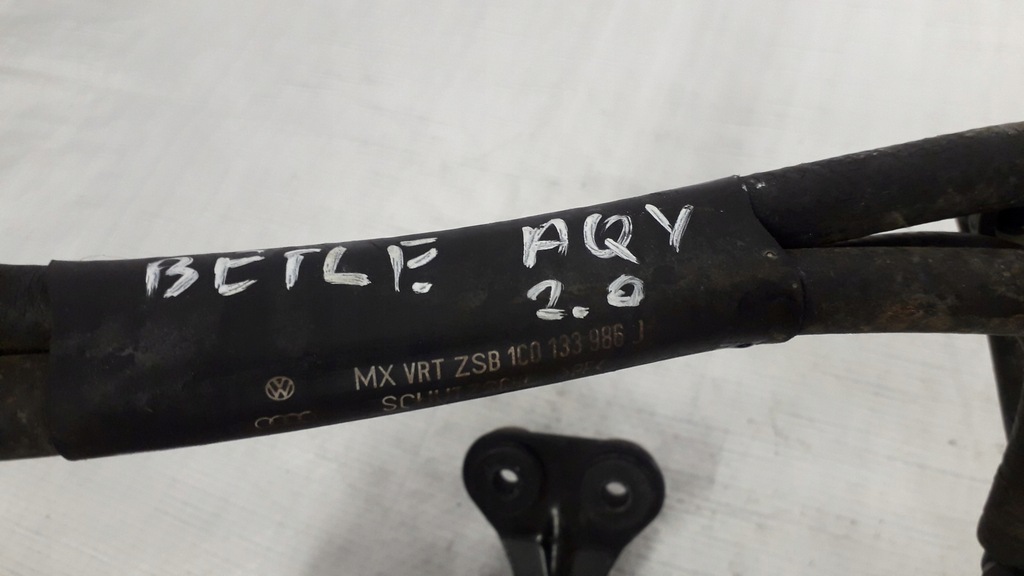 BETLE AQY
2.0
MX VRT ZSB 1C0 133 986 J